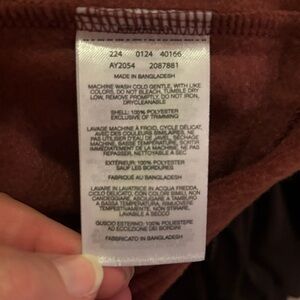 224 0124 40166
AY2054 2087881
MADE IN BANGLADESH
MACHINE WASH COLD GENTLE, WITH LIKE
COLORS, DO NOT BLEACH, TUMBLE DRY
LOW, REMOVE PROMPTLY, DO NOT IRON,
DRYCLEANABLE
SHELL: 100% POLYESTER
EXCLUSIVE OF TRIMMING
LAVAGE MACHINE À FROID, CYCLE DÉLICAT,
AVEC DES COULEURS SIMILAIRES, NE
PAS UTILISER D'EAU DE JAVEL, SÉCHAGE
MACHINE, BASSE TEMPÉRATURE, SORTIR
IMMÉDIATEMENT DE LA MACHINE, NE PAS
REPASSER, NETTOYAGE À SEC
EXTÉRIEUR: 100% POLYESTER
SAUF LES BORDURES
FABRIQUÉ AU BANGLADESH
LAVARE IN LAVATRICE IN ACQUA FREDDA,
CICLO DELICATO, CON COLORI SIMILI, NON
CANDEGGIARE, ASCIUGARE A TAMBURO
A BASSA TEMPERATURA, RIMUOVERE
TEMPESTIVAMENTE, NON STIRARE,
LAVABILE A SECCO
GUSCIO ESTERNO: 100% POLIESTERE
AD ECCEZIONE DEI BORDINI
FABBRICATO IN BANGLADESH